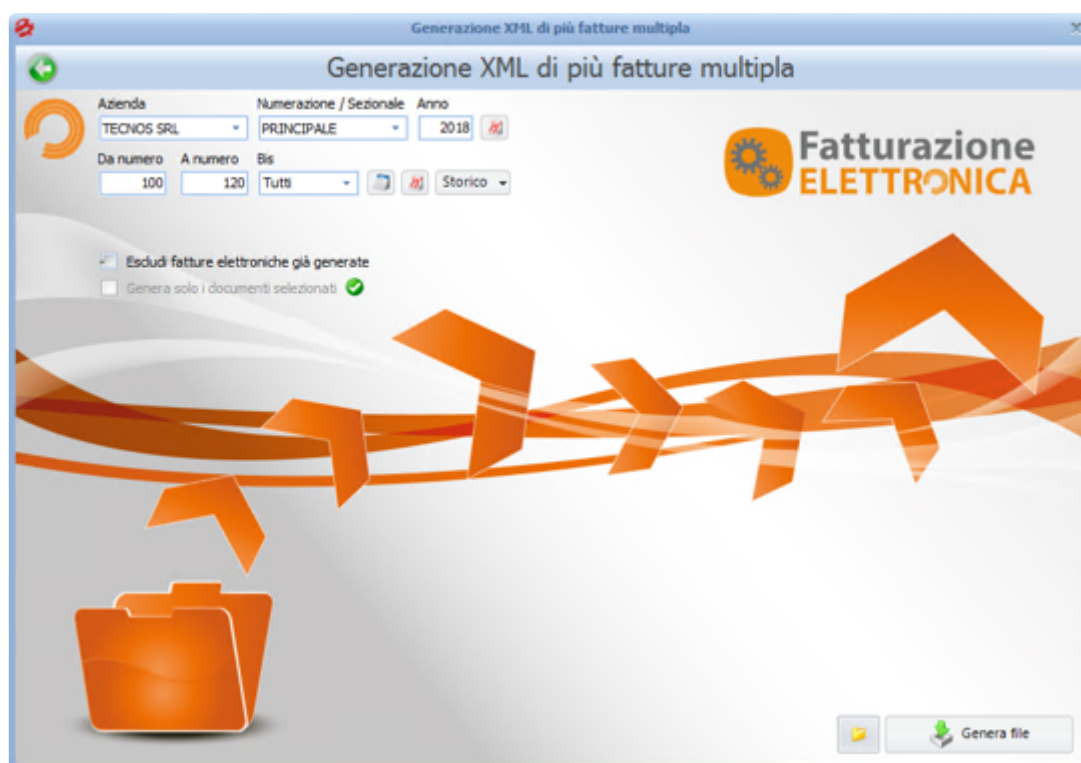 Generazione XML di più fatture multipla
Generazione XML di più fatture multipla
Azienda Numerazione / Sezionale Anno
TECNOS SRL PRINCIPALE 2018
Da numero A numero Bis
100 120 Tutti Storico
Fatturazione
ELETTRONICA
Escludi fatture elettroniche già generate
Genera solo i documenti selezionati
Genera file